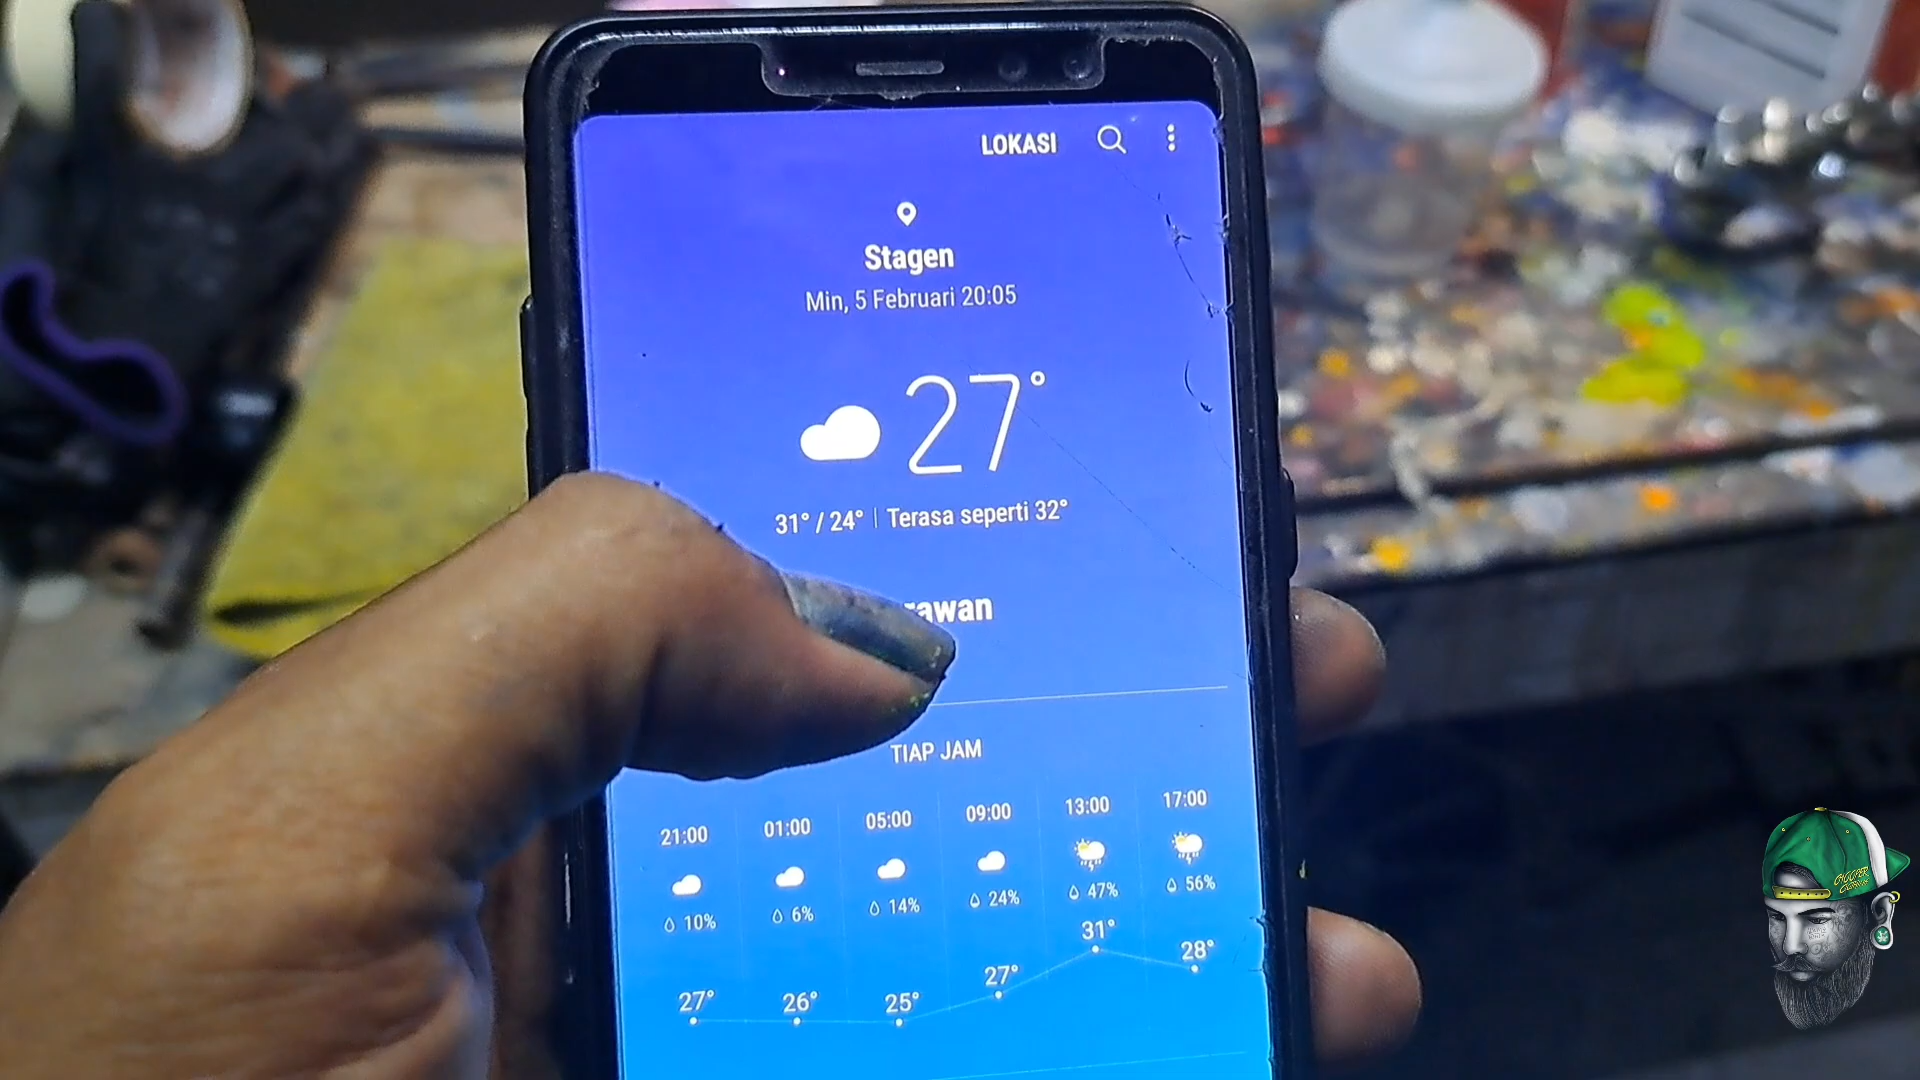 LOKASI
Stagen
Min, 5 Februari 20:05
27°
31° / 24° | Terasa seperti 32°
rawan
TIAP JAM
21:00 01:00 05:00 09:00 13:00 17:00
10% 6% 14% 24% 47% 56%
27° 26° 25° 27° 31° 28°